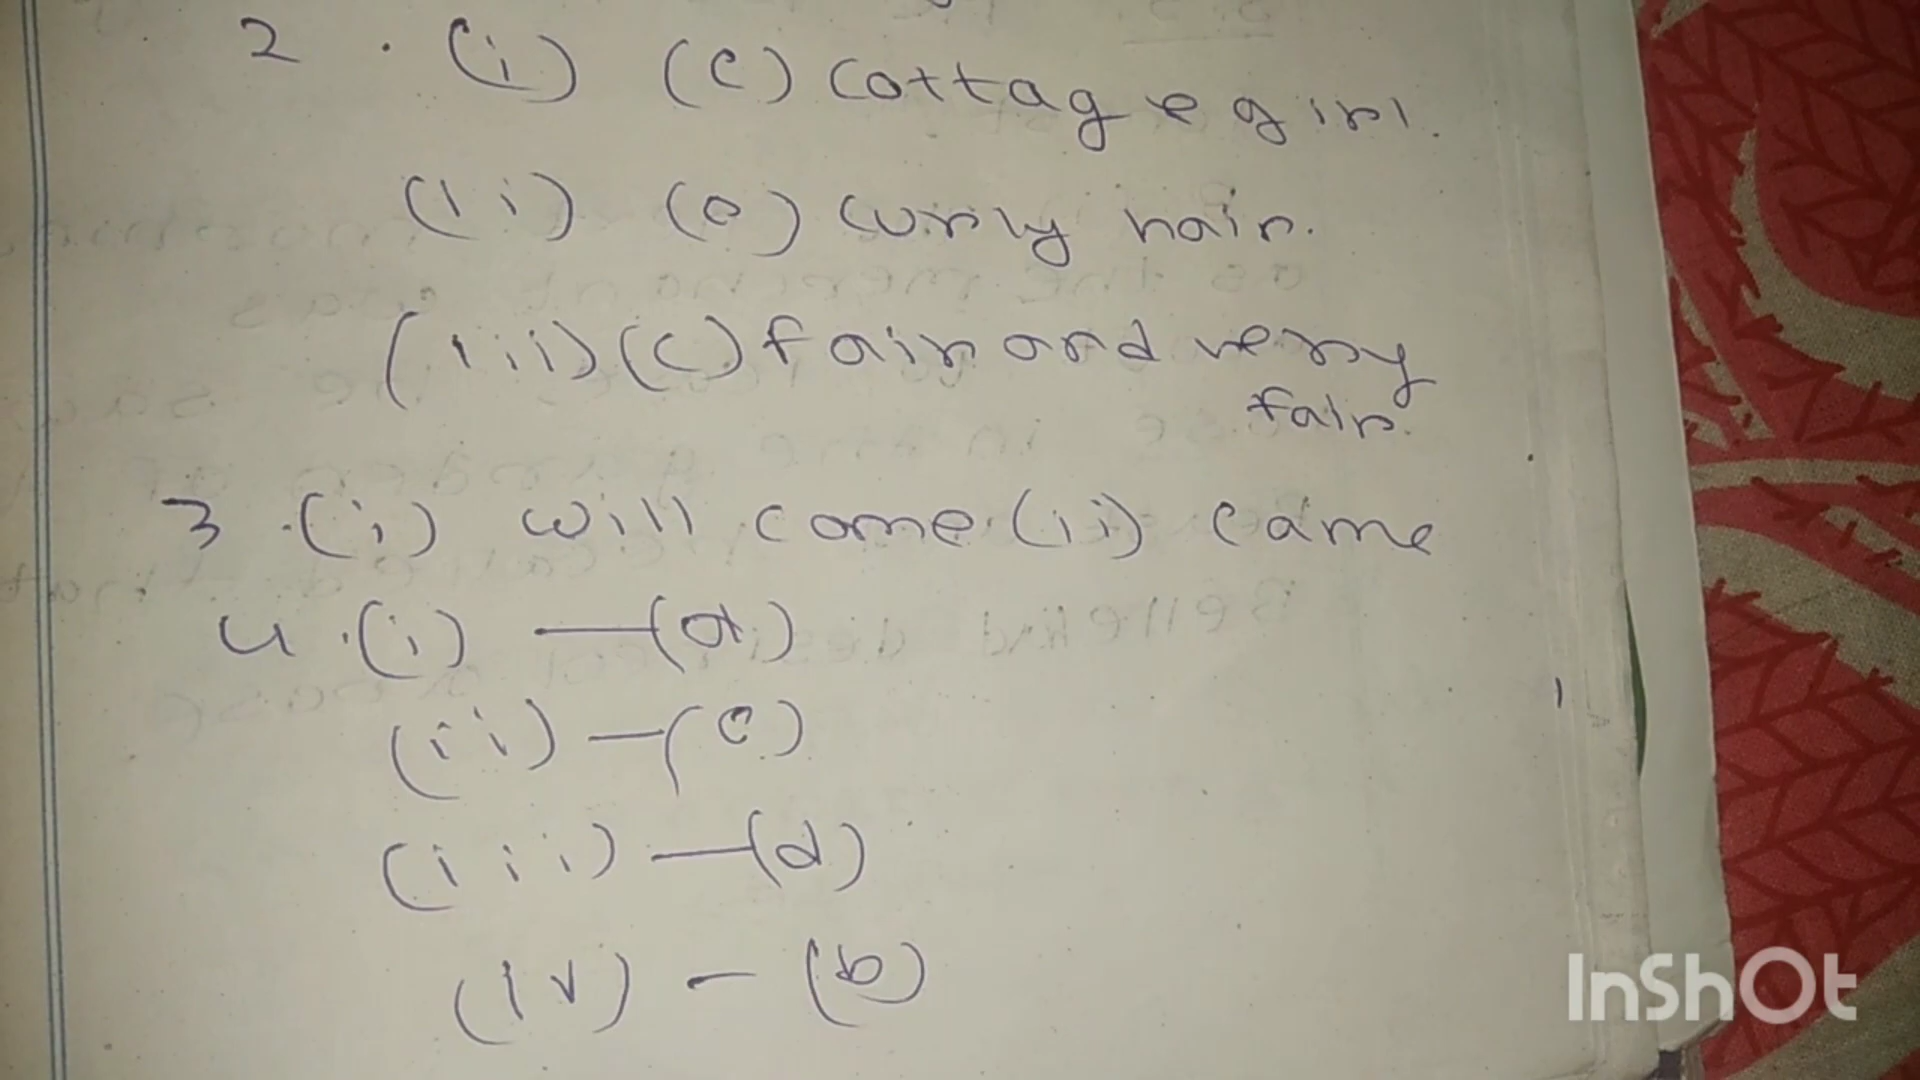 2. (i) (c) cottage girl.
(ii) (a) curly hair.
(iii) (c) fair and very
fair.
3. (i) will come (ii) came
4. (i) — (a)
(ii) — (c)
(iii) — (d)
(iv) — (b)
InShOt